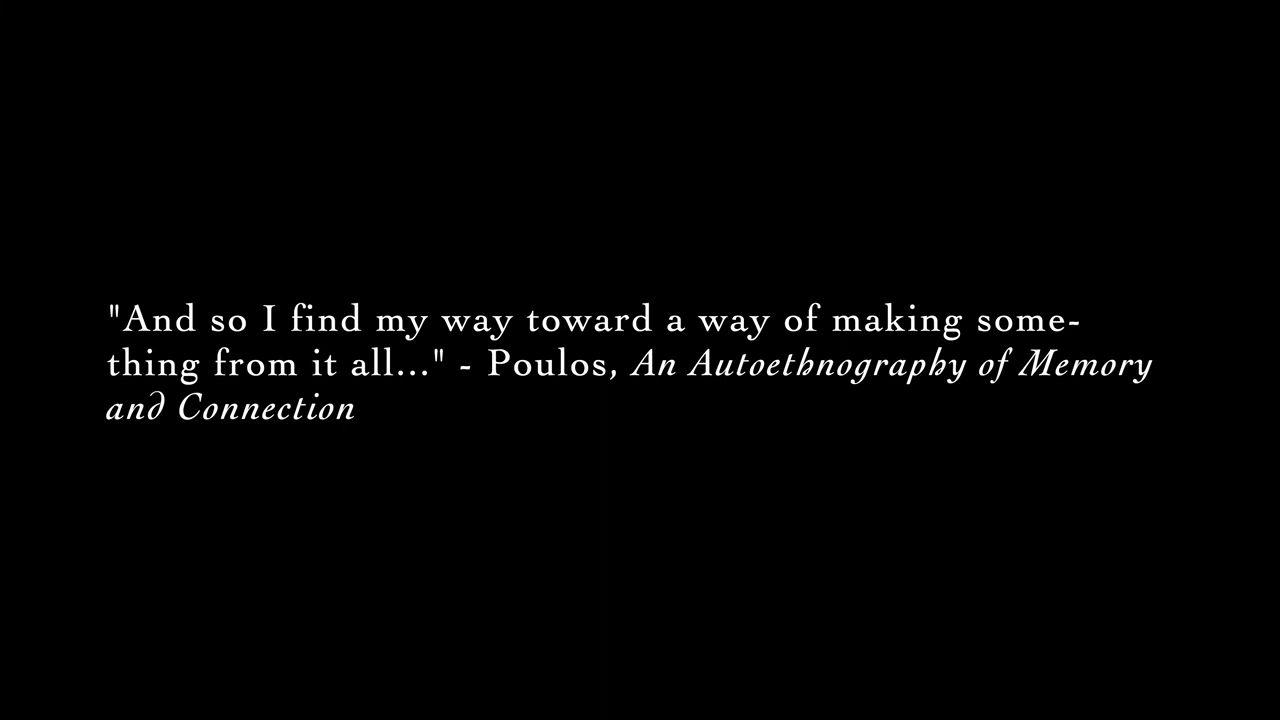 "And so I find my way toward a way of making some-
thing from it all..." - Poulos, An Autoethnography of Memory
and Connection